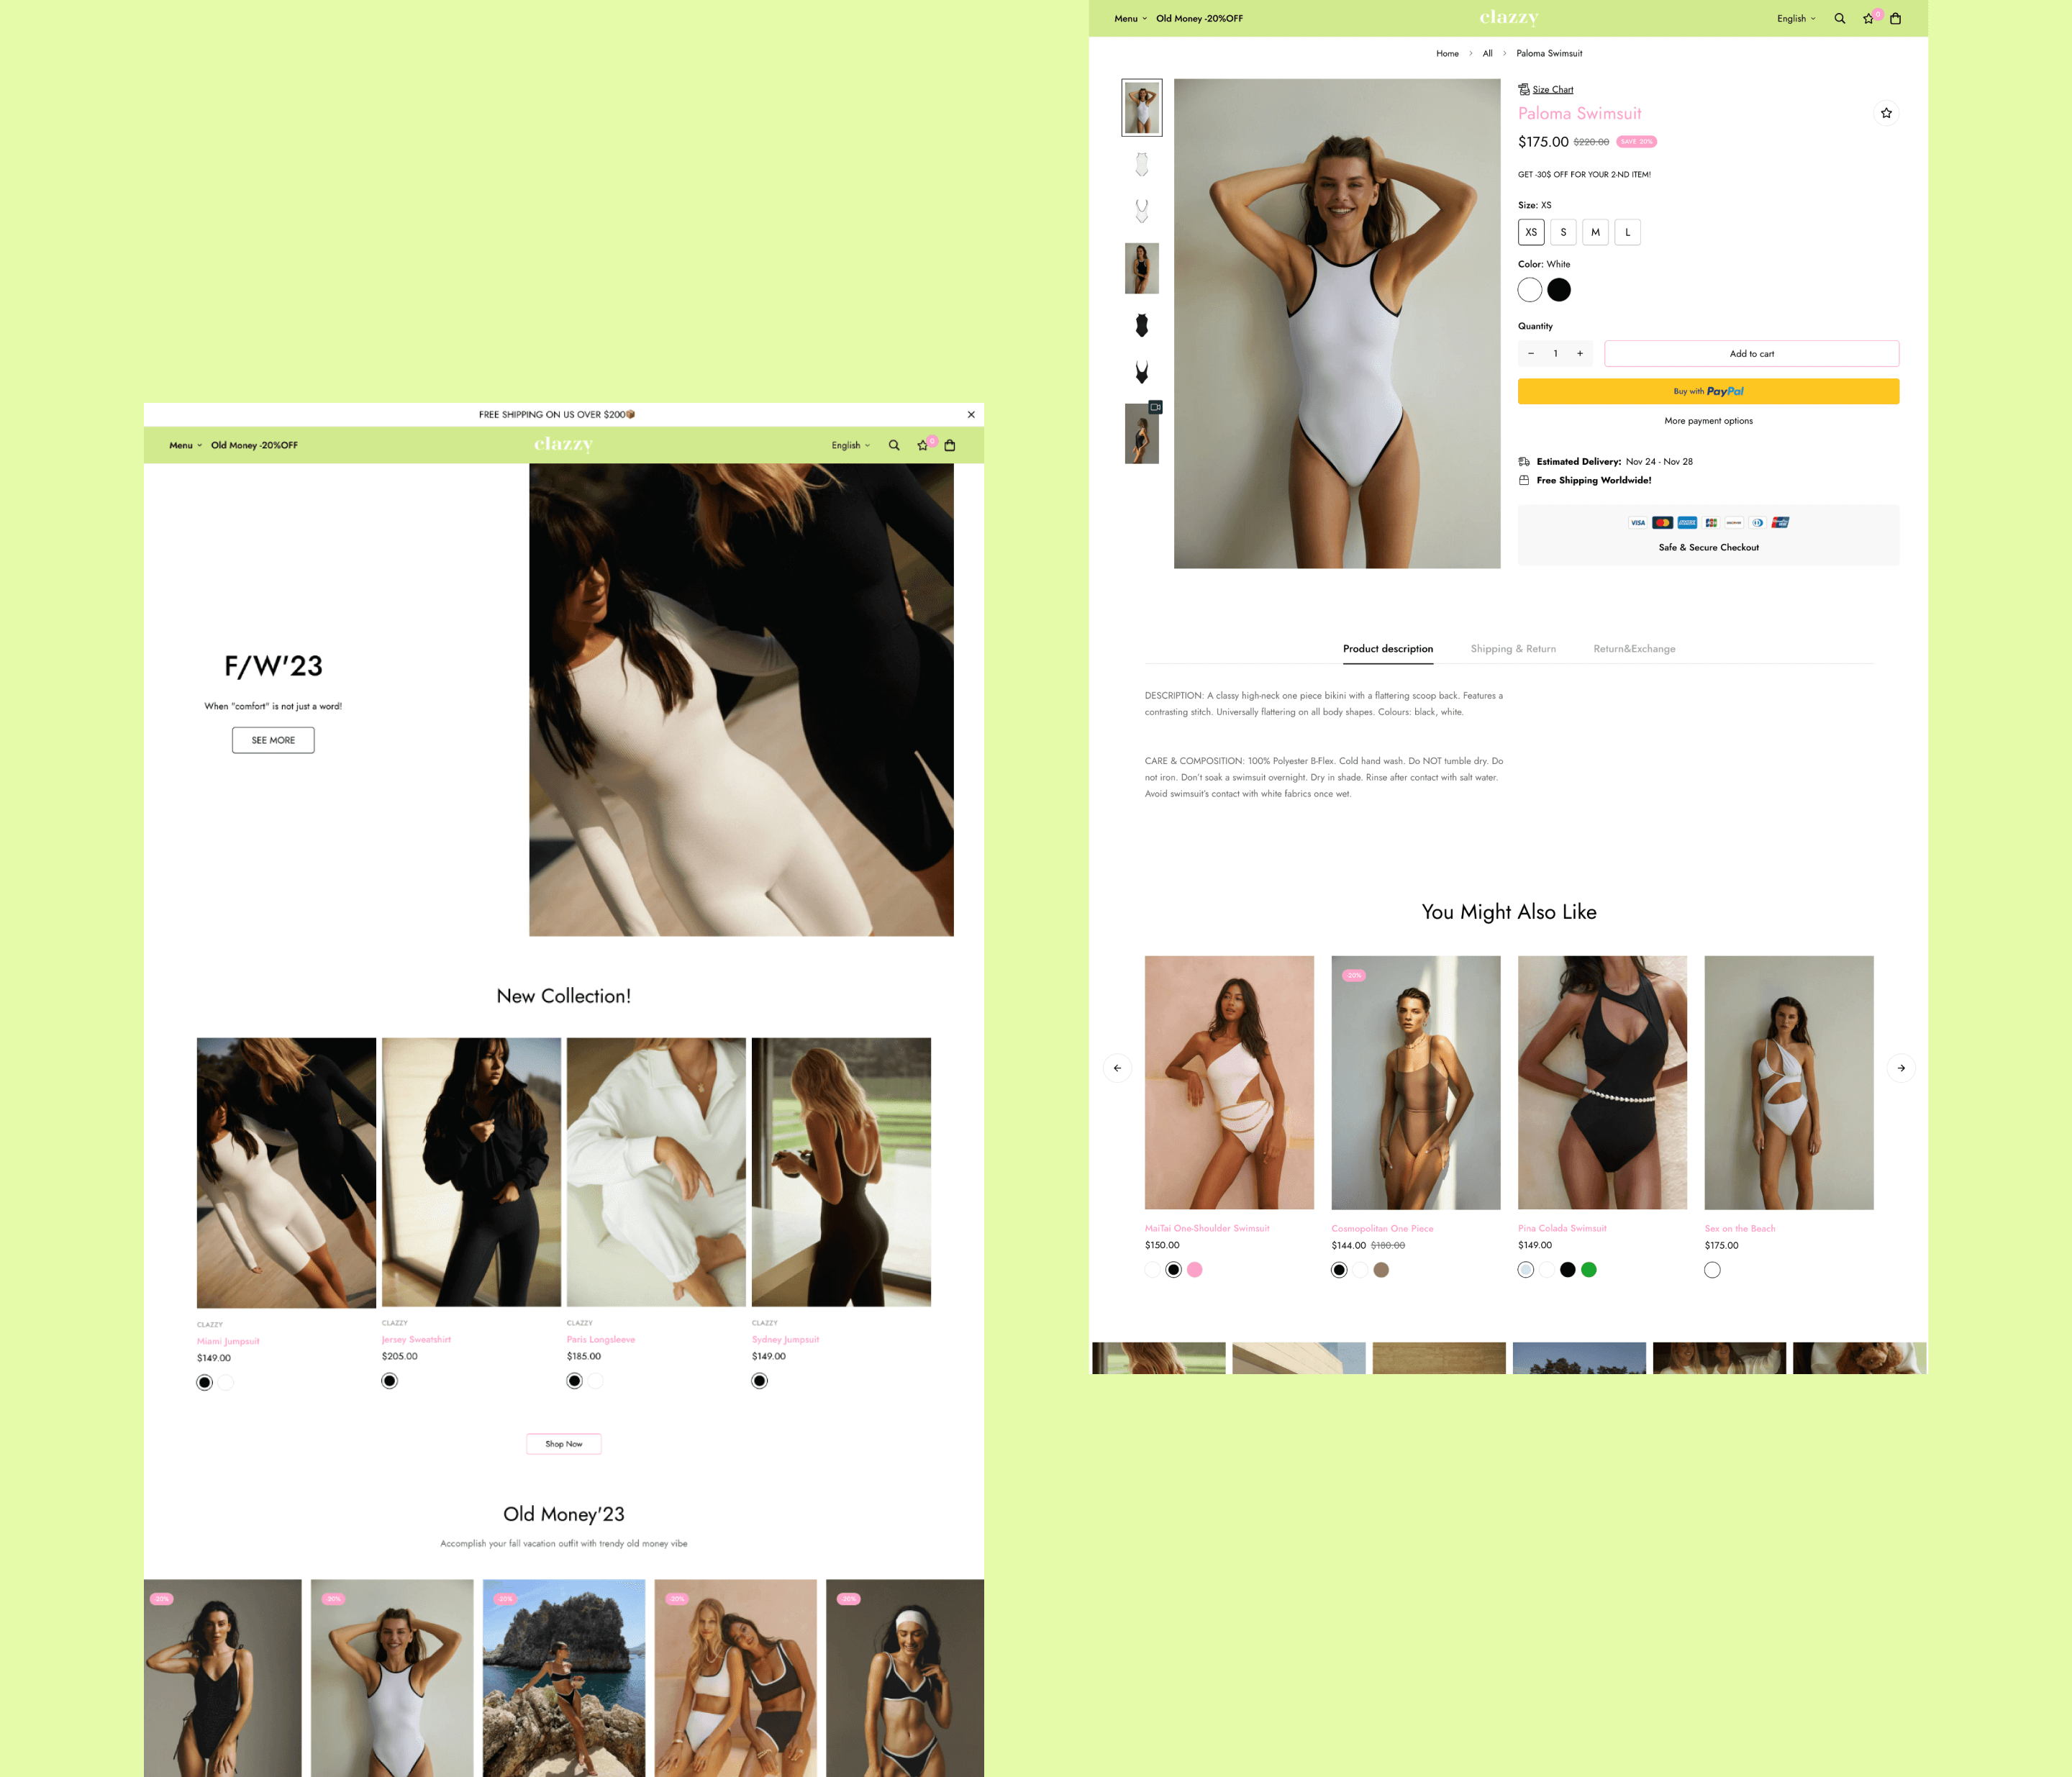 FREE SHIPPING ON US OVER $200📦
Menu
Old Money -20%OFF
clazzy
English
0
F/W'23
When "comfort" is not just a word!
SEE MORE
New Collection!
CLAZZY
Miami Jumpsuit
$149.00
CLAZZY
Jersey Sweatshirt
$205.00
CLAZZY
Paris Longsleeve
$185.00
CLAZZY
Sydney Jumpsuit
$149.00
Shop Now
Old Money'23
Accomplish your fall vacation outfit with trendy old money vibe
-20%
-20%
-20%
-20%
-20%
Menu
Old Money -20%OFF
clazzy
English
0
Home > All > Paloma Swimsuit
Size Chart
Paloma Swimsuit
$175.00 $220.00 SAVE 20%
GET -30$ OFF FOR YOUR 2-ND ITEM!
Size: XS
XS S M L
Color: White
Quantity
− 1 +
Add to cart
Buy with PayPal
More payment options
Estimated Delivery: Nov 24 - Nov 28
Free Shipping Worldwide!
VISA
Safe & Secure Checkout
Product description
Shipping & Return
Return&Exchange
DESCRIPTION: A classy high-neck one piece bikini with a flattering scoop back. Features a
contrasting stitch. Universally flattering on all body shapes. Colours: black, white.
CARE & COMPOSITION: 100% Polyester B-Flex. Cold hand wash. Do NOT tumble dry. Do
not iron. Don't soak a swimsuit overnight. Dry in shade. Rinse after contact with salt water.
Avoid swimsuit's contact with white fabrics once wet.
You Might Also Like
-20%
MaiTai One-Shoulder Swimsuit
$150.00
Cosmopolitan One Piece
$144.00 $180.00
Pina Colada Swimsuit
$149.00
Sex on the Beach
$175.00